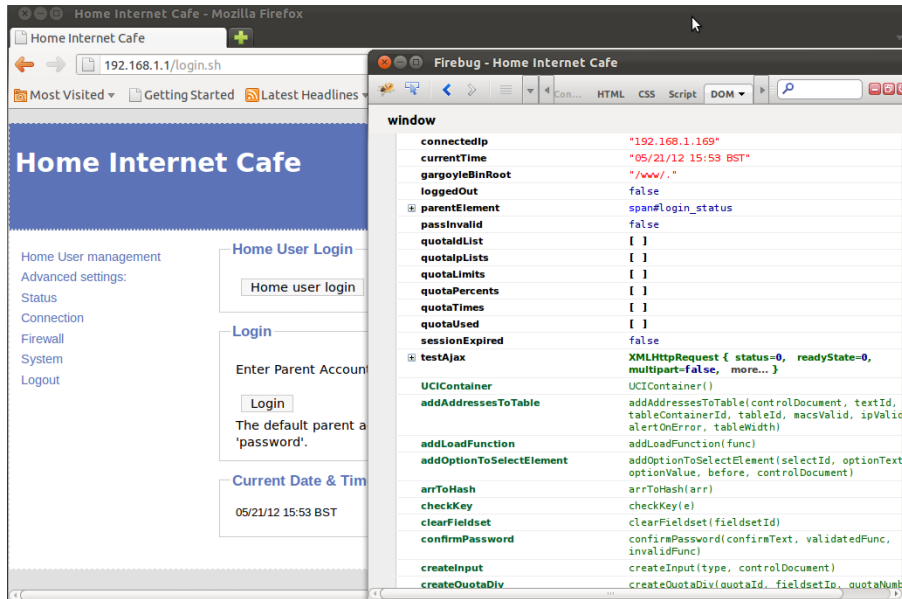 Home Internet Cafe - Mozilla Firefox
Home Internet Cafe
192.168.1.1/login.sh
Most Visited
Getting Started
Latest Headlines
Home Internet Cafe
Home User management
Advanced settings:
Status
Connection
Firewall
System
Logout
Home User Login
Home user login
Login
Enter Parent Account
Login
The default parent a
'password'.
Current Date & Tim
05/21/12 15:53 BST
Firebug - Home Internet Cafe
Con... HTML CSS Script DOM
window
connectedIp "192.168.1.169"
currentTime "05/21/12 15:53 BST"
gargoyleBinRoot "/www/."
loggedOut false
parentElement span#login_status
passInvalid false
quotaIdList [ ]
quotaIpLists [ ]
quotaLimits [ ]
quotaPercents [ ]
quotaTimes [ ]
quotaUsed [ ]
sessionExpired false
testAjax XMLHttpRequest { status=0, readyState=0,
multipart=false, more... }
UCIContainer UCIContainer()
addAddressesToTable addAddressesToTable(controlDocument, textId,
tableContainerId, tableId, macsValid, ipValid
alertOnError, tableWidth)
addLoadFunction addLoadFunction(func)
addOptionToSelectElement addOptionToSelectElement(selectId, optionText
optionValue, before, controlDocument)
arrToHash arrToHash(arr)
checkKey checkKey(e)
clearFieldset clearFieldset(fieldsetId)
confirmPassword confirmPassword(confirmText, validatedFunc,
invalidFunc)
createInput createInput(type, controlDocument)
createQuotaDiv createQuotaDiv(quotaId, fieldsetIp, quotaNumb